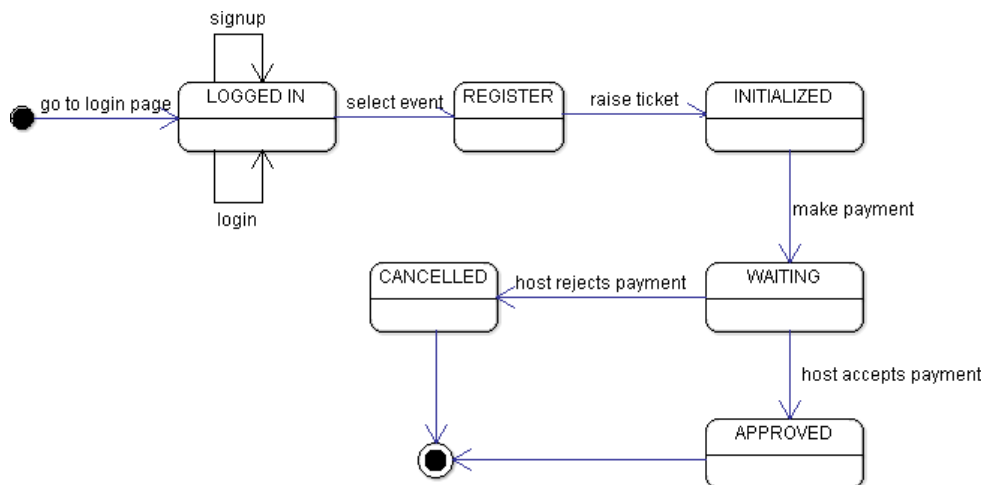 signup
go to login page
LOGGED IN
select event
REGISTER
raise ticket
INITIALIZED
login
make payment
CANCELLED
host rejects payment
WAITING
host accepts payment
APPROVED